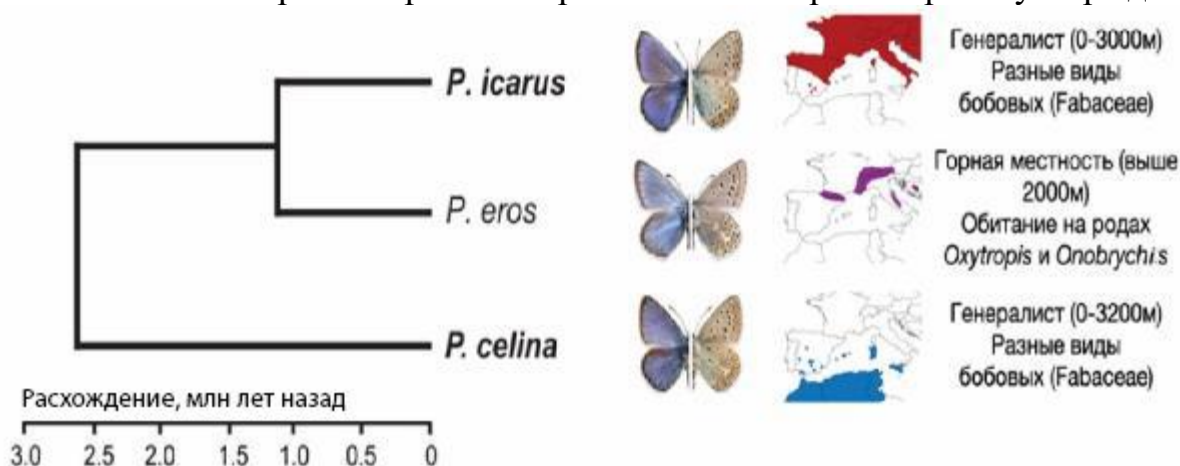 P. icarus
P. eros
P. celina
Расхождение, млн лет назад
3.0 2.5 2.0 1.5 1.0 0.5 0
Генералист (0-3000м)
Разные виды
бобовых (Fabaceae)
Горная местность (выше
2000м)
Обитание на родах
Oxytropis и Onobrychis
Генералист (0-3200м)
Разные виды
бобовых (Fabaceae)